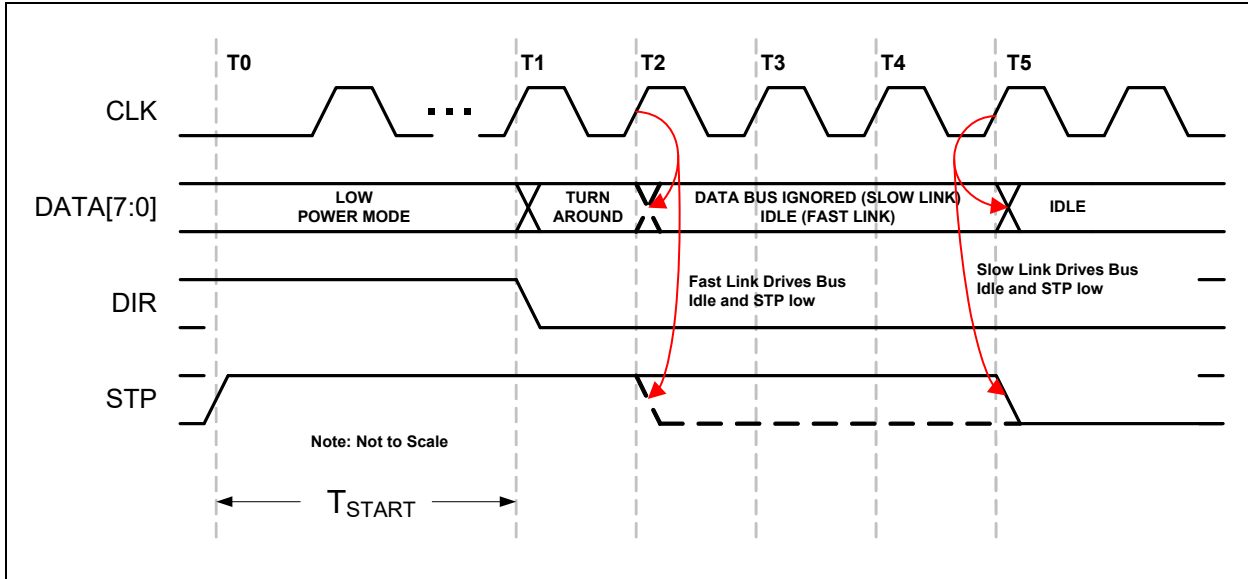 T0 T1 T2 T3 T4 T5
CLK
DATA[7:0]
LOW
POWER MODE
TURN
AROUND
DATA BUS IGNORED (SLOW LINK)
IDLE (FAST LINK)
IDLE
DIR
Fast Link Drives Bus
Idle and STP low
Slow Link Drives Bus
Idle and STP low
STP
Note: Not to Scale
TSTART